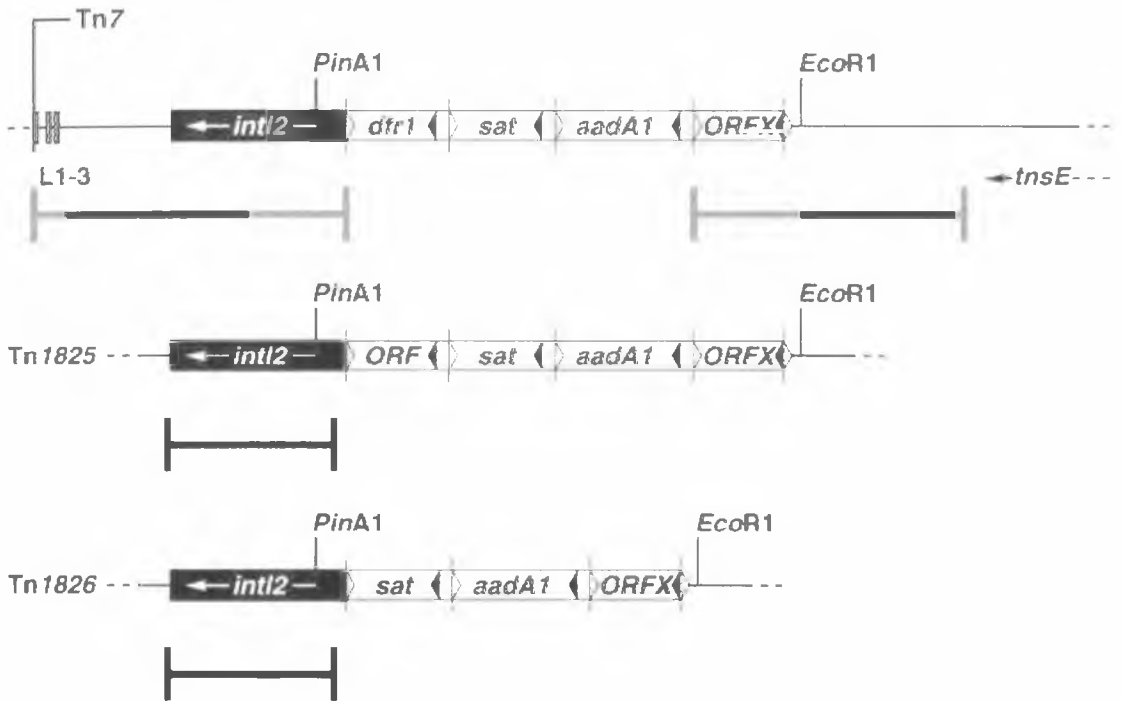 Tn7
PinA1
EcoR1
intI2 dfr1 sat aadA1 ORFX
L1-3
tnsE
PinA1
EcoR1
Tn1825 intI2 ORF sat aadA1 ORFX
PinA1
EcoR1
Tn1826 intI2 sat aadA1 ORFX